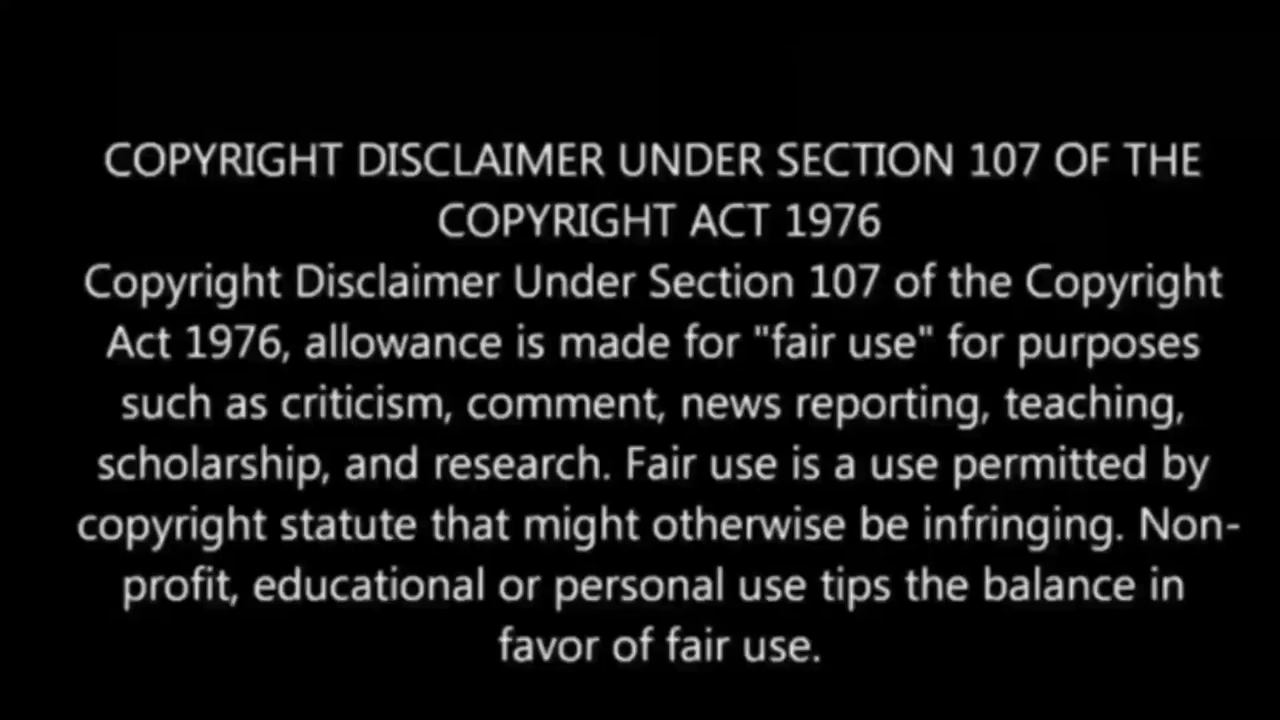 COPYRIGHT DISCLAIMER UNDER SECTION 107 OF THE
COPYRIGHT ACT 1976
Copyright Disclaimer Under Section 107 of the Copyright
Act 1976, allowance is made for "fair use" for purposes
such as criticism, comment, news reporting, teaching,
scholarship, and research. Fair use is a use permitted by
copyright statute that might otherwise be infringing. Non-
profit, educational or personal use tips the balance in
favor of fair use.